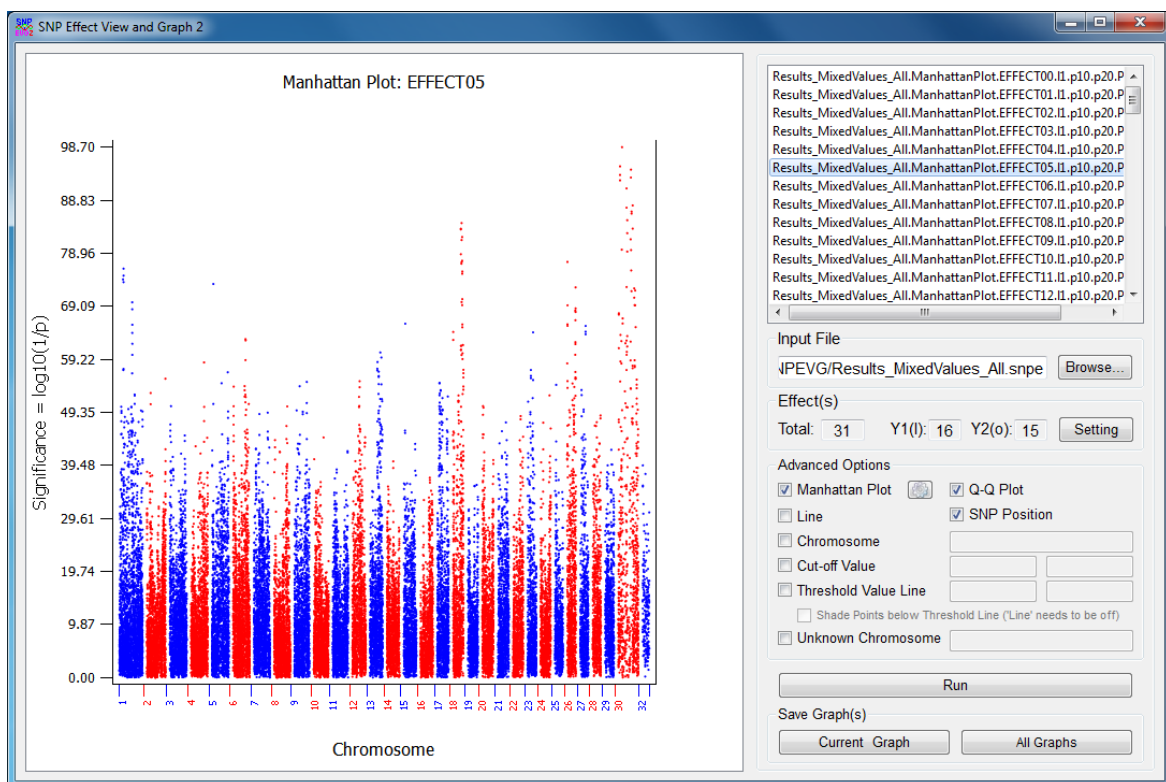 SNP Effect View and Graph 2
Manhattan Plot: EFFECT05
98.70
88.83
78.96
69.09
59.22
49.35
39.48
29.61
19.74
9.87
0.00
Significance = log10(1/p)
1 2 3 4 5 6 7 8 9 10 11 12 13 14 15 16 17 18 19 20 21 22 23 24 25 26 27 28 29 30 32
Chromosome
Results_MixedValues_All.ManhattanPlot.EFFECT00.l1.p10.p20.P
Results_MixedValues_All.ManhattanPlot.EFFECT01.l1.p10.p20.P
Results_MixedValues_All.ManhattanPlot.EFFECT02.l1.p10.p20.P
Results_MixedValues_All.ManhattanPlot.EFFECT03.l1.p10.p20.P
Results_MixedValues_All.ManhattanPlot.EFFECT04.l1.p10.p20.P
Results_MixedValues_All.ManhattanPlot.EFFECT05.l1.p10.p20.P
Results_MixedValues_All.ManhattanPlot.EFFECT06.l1.p10.p20.P
Results_MixedValues_All.ManhattanPlot.EFFECT07.l1.p10.p20.P
Results_MixedValues_All.ManhattanPlot.EFFECT08.l1.p10.p20.P
Results_MixedValues_All.ManhattanPlot.EFFECT09.l1.p10.p20.P
Results_MixedValues_All.ManhattanPlot.EFFECT10.l1.p10.p20.P
Results_MixedValues_All.ManhattanPlot.EFFECT11.l1.p10.p20.P
Results_MixedValues_All.ManhattanPlot.EFFECT12.l1.p10.p20.P
Input File
NPEVG/Results_MixedValues_All.snpe Browse...
Effect(s)
Total: 31 Y1(l): 16 Y2(o): 15 Setting
Advanced Options
Manhattan Plot Q-Q Plot
Line SNP Position
Chromosome
Cut-off Value
Threshold Value Line
Shade Points below Threshold Line ('Line' needs to be off)
Unknown Chromosome
Run
Save Graph(s)
Current Graph All Graphs